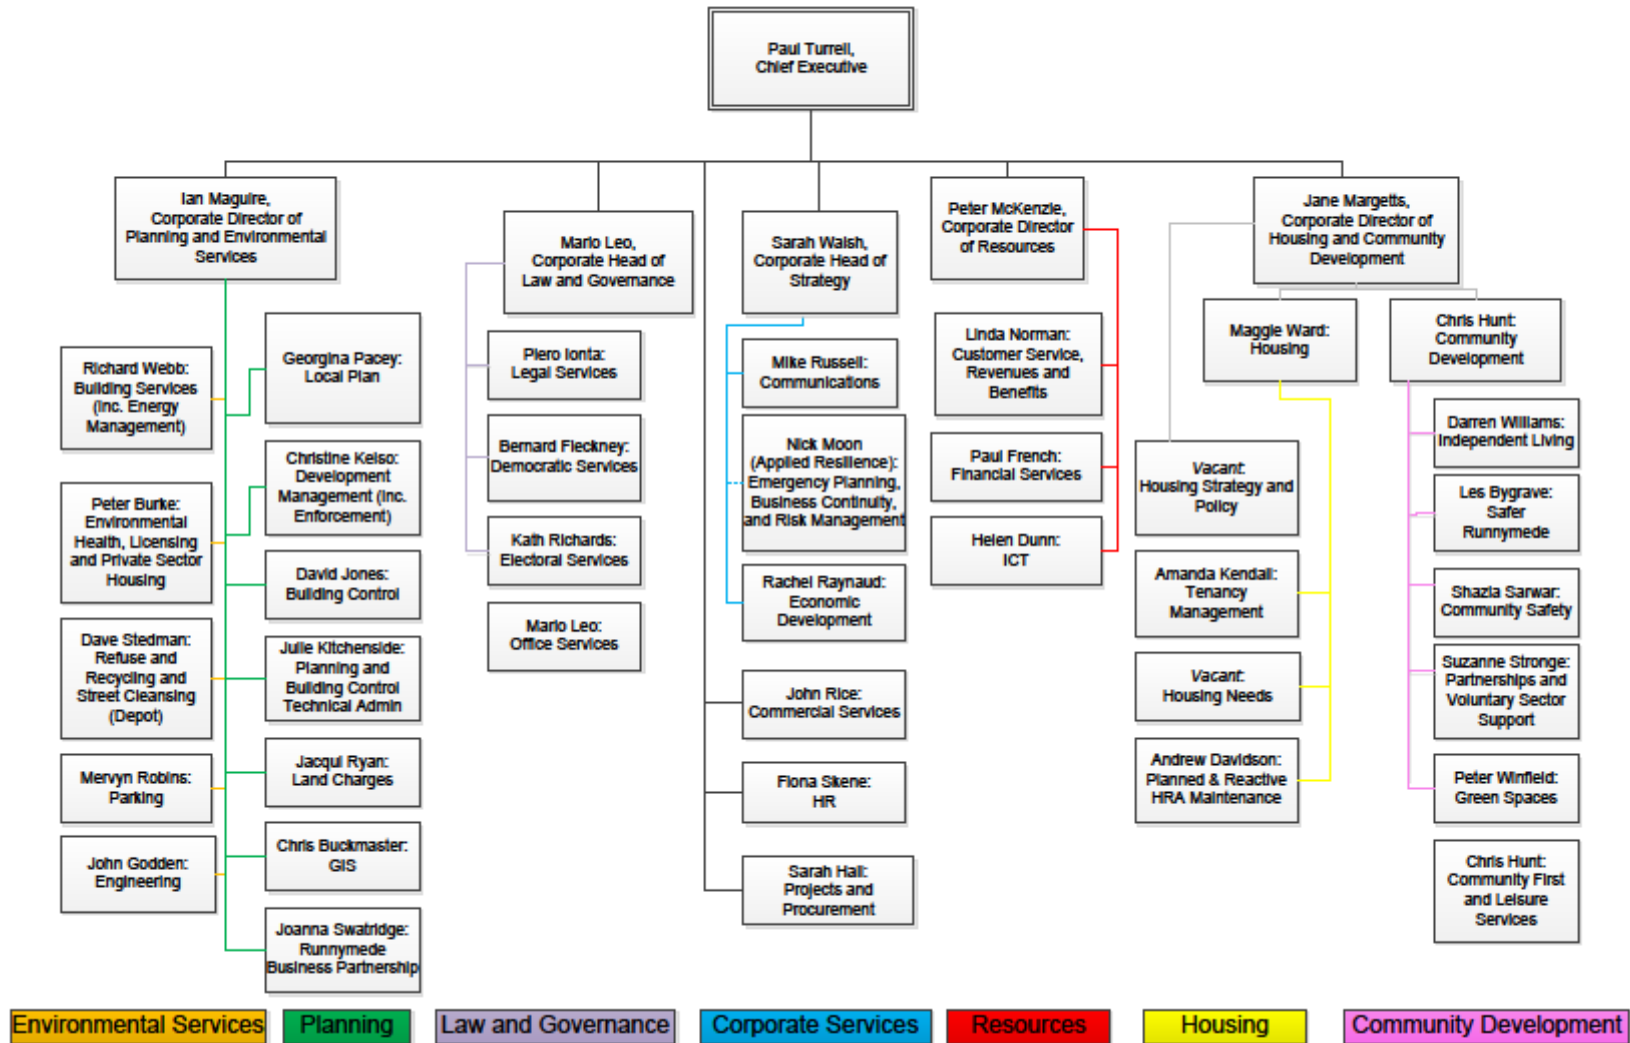 Paul Turrell,
Chief Executive
Ian Maguire,
Corporate Director of
Planning and Environmental
Services
Mario Leo,
Corporate Head of
Law and Governance
Sarah Walsh,
Corporate Head of
Strategy
Peter McKenzie,
Corporate Director
of Resources
Jane Margetts,
Corporate Director of
Housing and Community
Development
Richard Webb:
Building Services
(Inc. Energy
Management)
Peter Burke:
Environmental
Health, Licensing
and Private Sector
Housing
Dave Stedman:
Refuse and
Recycling and
Street Cleansing
(Depot)
Mervyn Robins:
Parking
John Godden:
Engineering
Georgina Pacey:
Local Plan
Christine Kelso:
Development
Management (Inc.
Enforcement)
David Jones:
Building Control
Julie Kitchenside:
Planning and
Building Control
Technical Admin
Jacqui Ryan:
Land Charges
Chris Buckmaster:
GIS
Joanna Swatridge:
Runnymede
Business Partnership
Piero Ionta:
Legal Services
Bernard Fleckney:
Democratic Services
Kath Richards:
Electoral Services
Mario Leo:
Office Services
Mike Russell:
Communications
Nick Moon
(Applied Resilience):
Emergency Planning,
Business Continuity,
and Risk Management
Rachel Raynaud:
Economic
Development
John Rice:
Commercial Services
Fiona Skene:
HR
Sarah Hall:
Projects and
Procurement
Linda Norman:
Customer Service,
Revenues and
Benefits
Paul French:
Financial Services
Helen Dunn:
ICT
Maggie Ward:
Housing
Chris Hunt:
Community
Development
Vacant:
Housing Strategy and
Policy
Amanda Kendall:
Tenancy
Management
Vacant:
Housing Needs
Andrew Davidson:
Planned & Reactive
HRA Maintenance
Darren Williams:
Independent Living
Les Bygrave:
Safer
Runnymede
Shazia Sarwar:
Community Safety
Suzanne Stronge:
Partnerships and
Voluntary Sector
Support
Peter Winfield:
Green Spaces
Chris Hunt:
Community First
and Leisure
Services
Environmental Services
Planning
Law and Governance
Corporate Services
Resources
Housing
Community Development